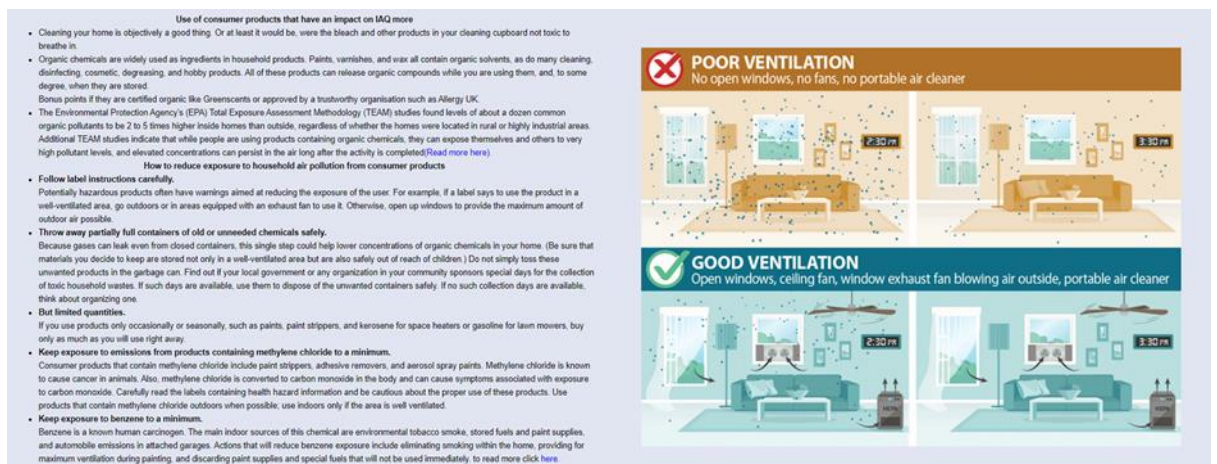 Use of consumer products that have an impact on IAQ more
• Cleaning your home is objectively a good thing. Or at least it would be, were the bleach and other products in your cleaning cupboard not toxic to
breathe in.
• Organic chemicals are widely used as ingredients in household products. Paints, varnishes, and wax all contain organic solvents, as do many cleaning,
disinfecting, cosmetic, degreasing, and hobby products. All of these products can release organic compounds while you are using them, and, to some
degree, when they are stored.
Bonus points if they are certified organic like Greenscents or approved by a trustworthy organisation such as Allergy UK.
• The Environmental Protection Agency's (EPA) Total Exposure Assessment Methodology (TEAM) studies found levels of about a dozen common
organic pollutants to be 2 to 5 times higher inside homes than outside, regardless of whether the homes were located in rural or highly industrial areas.
Additional TEAM studies indicate that while people are using products containing organic chemicals, they can expose themselves and others to very
high pollutant levels, and elevated concentrations can persist in the air long after the activity is completed(Read more here).
How to reduce exposure to household air pollution from consumer products
• Follow label instructions carefully.
Potentially hazardous products often have warnings aimed at reducing the exposure of the user. For example, if a label says to use the product in a
well-ventilated area, go outdoors or in areas equipped with an exhaust fan to use it. Otherwise, open up windows to provide the maximum amount of
outdoor air possible.
• Throw away partially full containers of old or unneeded chemicals safely.
Because gases can leak even from closed containers, this single step could help lower concentrations of organic chemicals in your home. (Be sure that
materials you decide to keep are stored not only in a well-ventilated area but are also safely out of reach of children.) Do not simply toss these
unwanted products in the garbage can. Find out if your local government or any organization in your community sponsors special days for the collection
of toxic household wastes. If such days are available, use them to dispose of the unwanted containers safely. If no such collection days are available,
think about organizing one.
• But limited quantities.
If you use products only occasionally or seasonally, such as paints, paint strippers, and kerosene for space heaters or gasoline for lawn mowers, buy
only as much as you will use right away.
• Keep exposure to emissions from products containing methylene chloride to a minimum.
Consumer products that contain methylene chloride include paint strippers, adhesive removers, and aerosol spray paints. Methylene chloride is known
to cause cancer in animals. Also, methylene chloride is converted to carbon monoxide in the body and can cause symptoms associated with exposure
to carbon monoxide. Carefully read the labels containing health hazard information and be cautious about the proper use of these products. Use
products that contain methylene chloride outdoors when possible; use indoors only if the area is well ventilated.
• Keep exposure to benzene to a minimum.
Benzene is a known human carcinogen. The main indoor sources of this chemical are environmental tobacco smoke, stored fuels and paint supplies,
and automobile emissions in attached garages. Actions that will reduce benzene exposure include eliminating smoking within the home, providing for
maximum ventilation during painting, and discarding paint supplies and special fuels that will not be used immediately. to read more click here.
POOR VENTILATION
No open windows, no fans, no portable air cleaner
2:30 PM
3:30 PM
GOOD VENTILATION
Open windows, ceiling fan, window exhaust fan blowing air outside, portable air cleaner
2:30 PM
3:30 PM
HEPA
HEPA